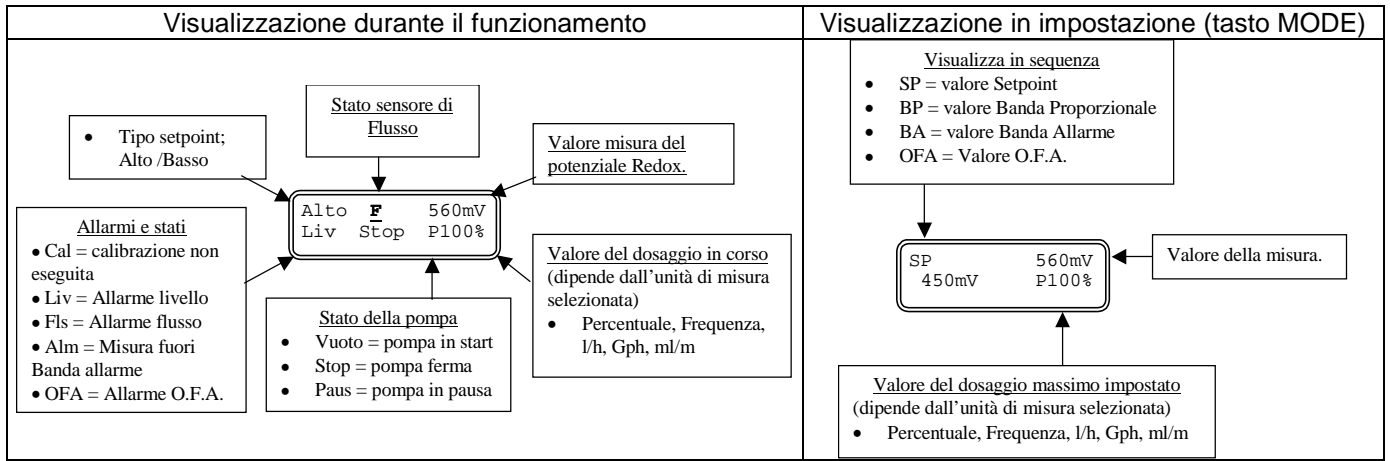 Visualizzazione durante il funzionamento
Visualizzazione in impostazione (tasto MODE)
Stato sensore di
Flusso
• Tipo setpoint;
Alto /Basso
Valore misura del
potenziale Redox.
Alto F 560mV
Liv Stop P100%
Allarmi e stati
• Cal = calibrazione non
eseguita
• Liv = Allarme livello
• Fls = Allarme flusso
• Alm = Misura fuori
Banda allarme
• OFA = Allarme O.F.A.
Stato della pompa
• Vuoto = pompa in start
• Stop = pompa ferma
• Paus = pompa in pausa
Valore del dosaggio in corso
(dipende dall'unità di misura
selezionata)
• Percentuale, Frequenza,
l/h, Gph, ml/m
Visualizza in sequenza
• SP = valore Setpoint
• BP = valore Banda Proporzionale
• BA = valore Banda Allarme
• OFA = Valore O.F.A.
SP 560mV
450mV P100%
Valore della misura.
Valore del dosaggio massimo impostato
(dipende dall'unità di misura selezionata)
• Percentuale, Frequenza, l/h, Gph, ml/m